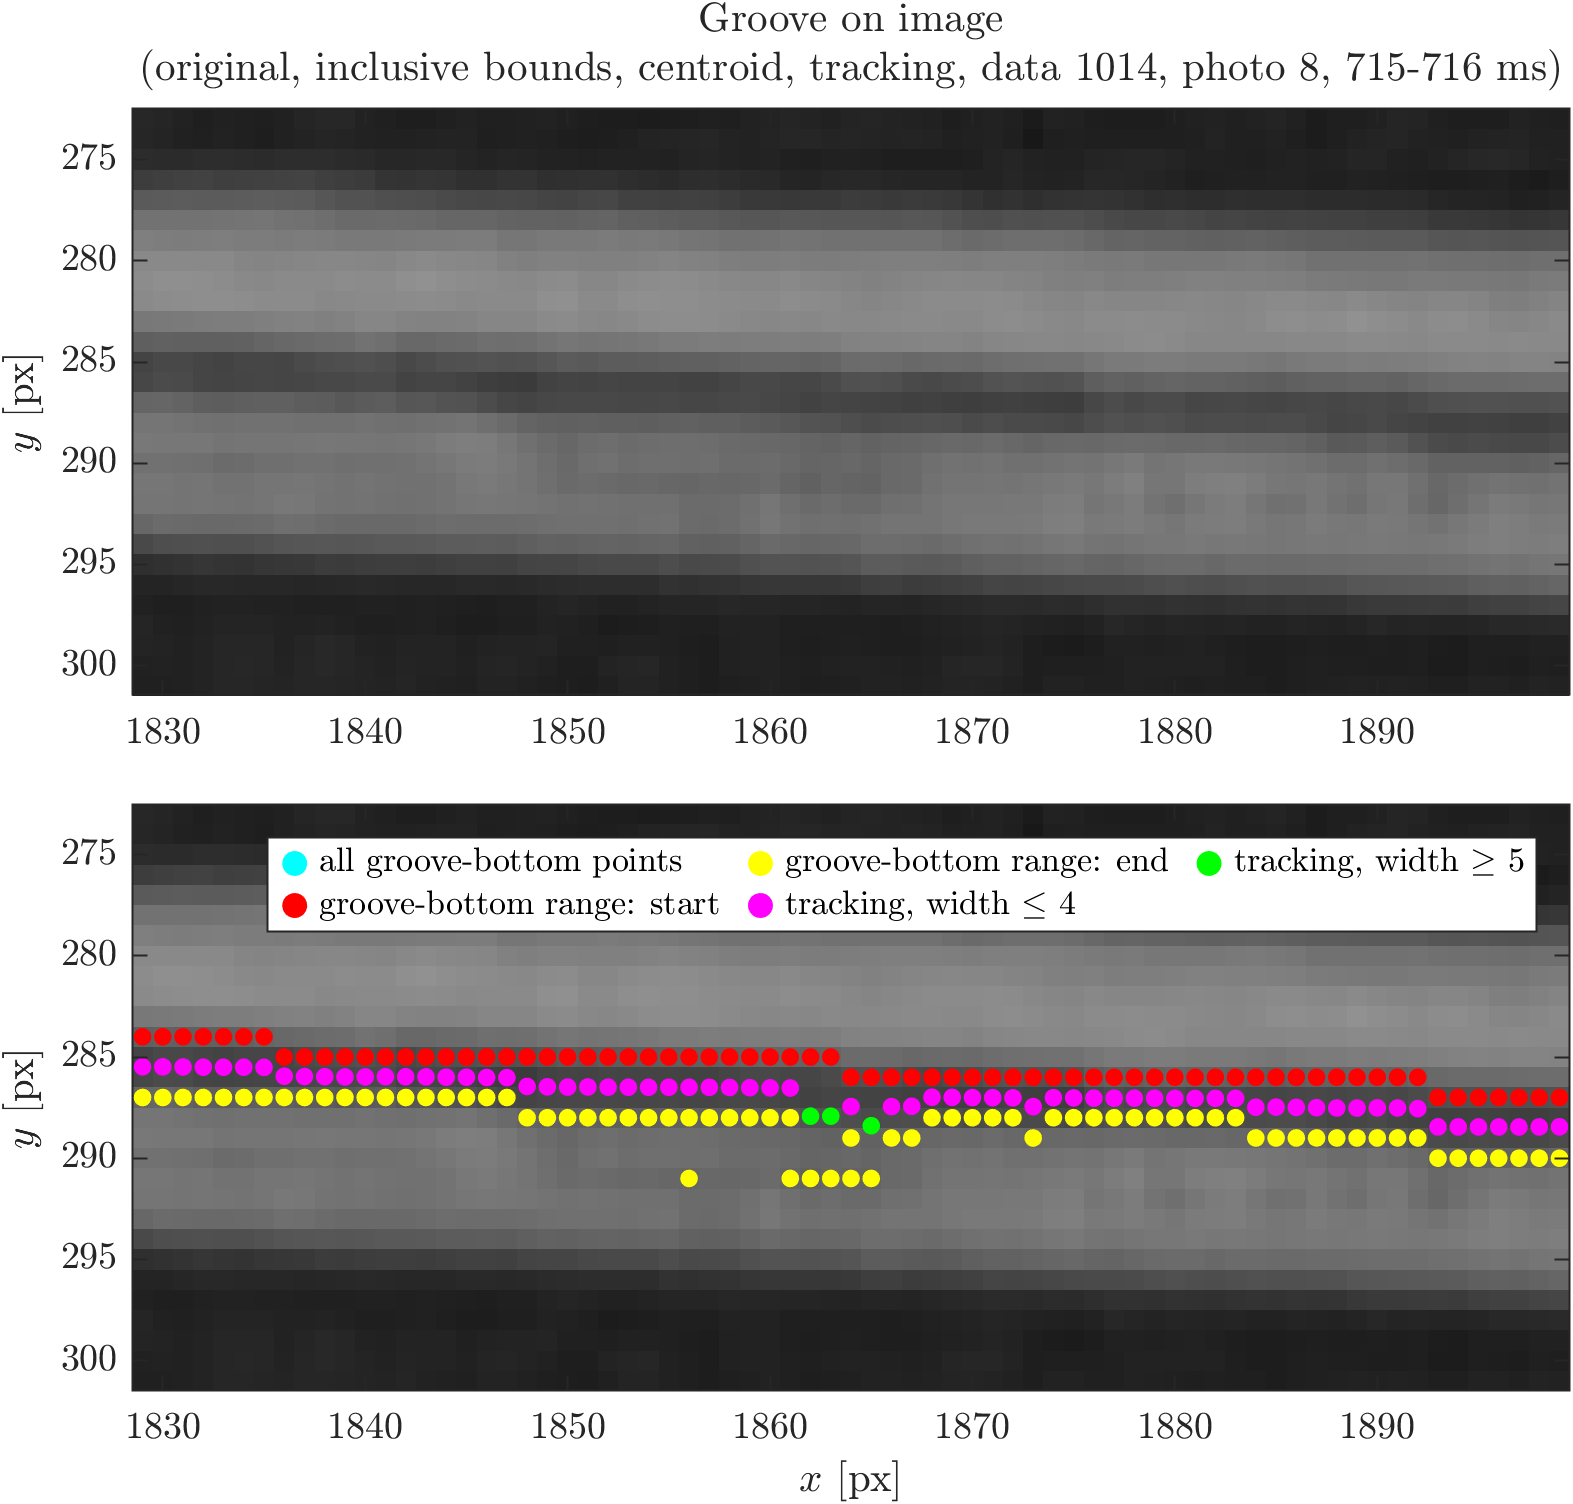 Groove on image
(original, inclusive bounds, centroid, tracking, data 1014, photo 8, 715-716 ms)
275
280
285
290
295
300
y [px]
1830 1840 1850 1860 1870 1880 1890
all groove-bottom points
groove-bottom range: start
groove-bottom range: end
tracking, width ≤ 4
tracking, width ≥ 5
275
280
285
290
295
300
y [px]
1830 1840 1850 1860 1870 1880 1890
x [px]